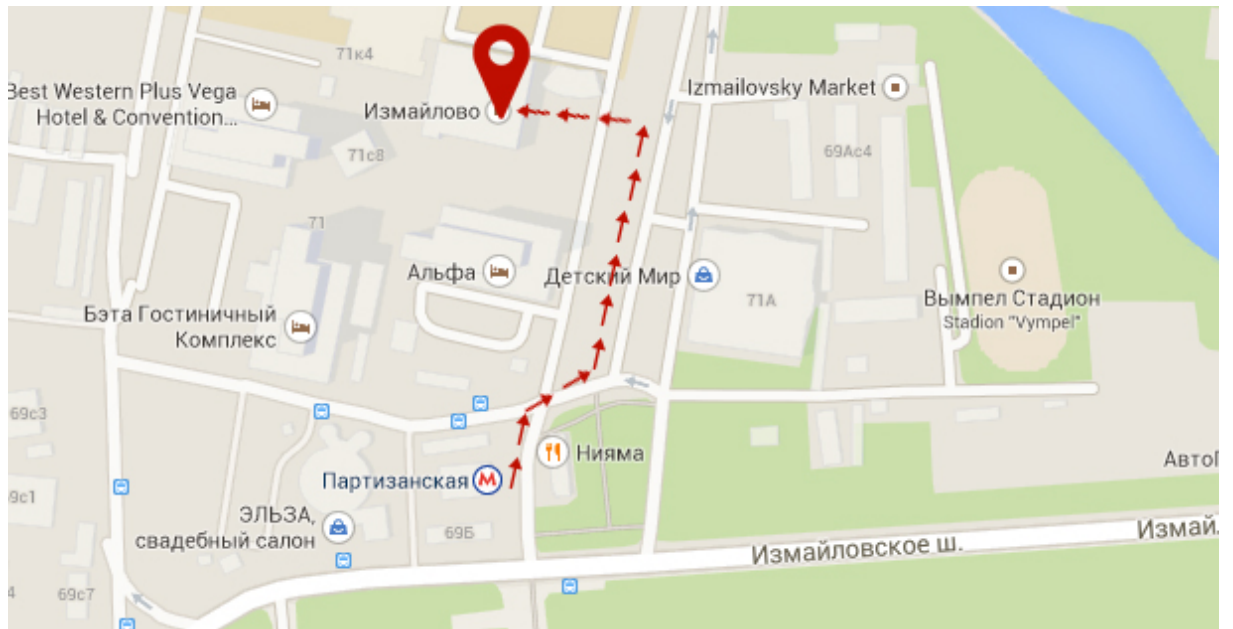 71к4
Best Western Plus Vega
Hotel & Convention...
Izmailovsky Market
Измайлово
71с8
69Ас4
71
Альфа
Детский Мир
71А
Вымпел Стадион
Stadion "Vympel"
Бэта Гостиничный
Комплекс
69с3
Нияма
Партизанская
М
69с1
ЭЛЬЗА,
свадебный салон
69Б
Измайловское ш.
69с7
4